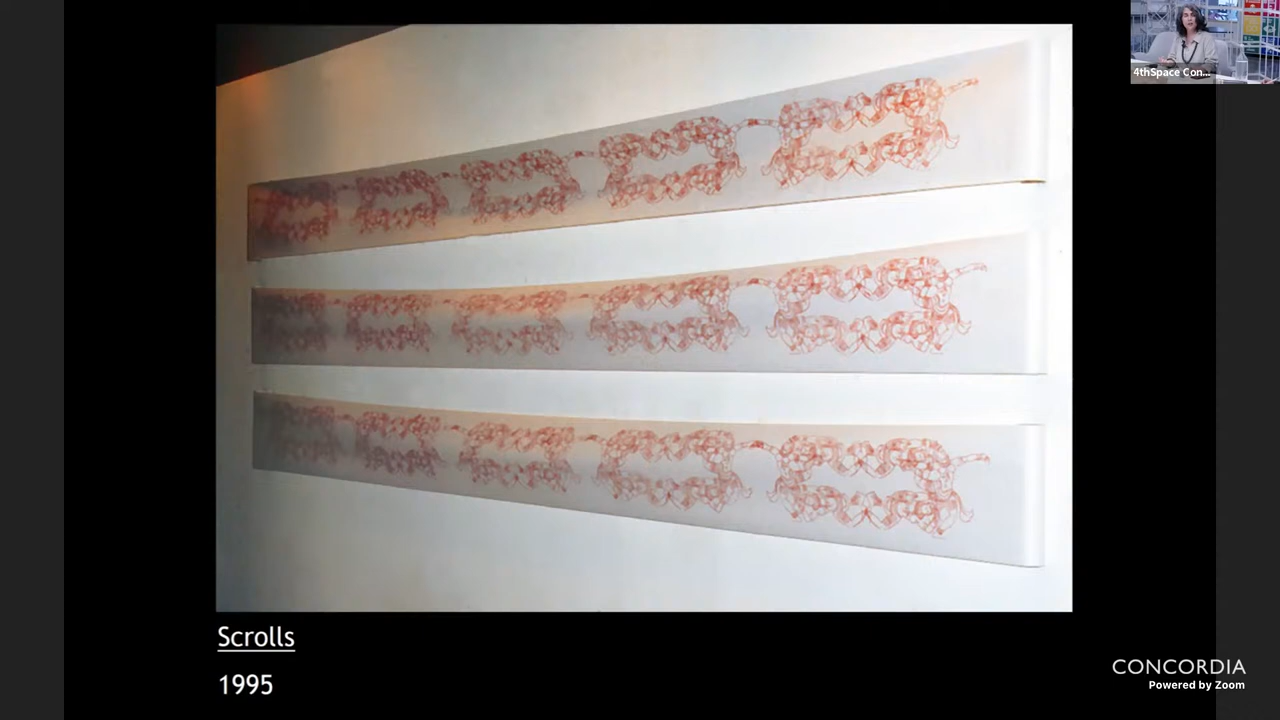 4thSpace Con...
Scrolls
1995
CONCORDIA
Powered by Zoom